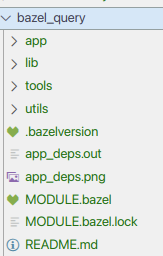 bazel_query
app
lib
tools
utils
.bazelversion
app_deps.out
app_deps.png
MODULE.bazel
MODULE.bazel.lock
README.md